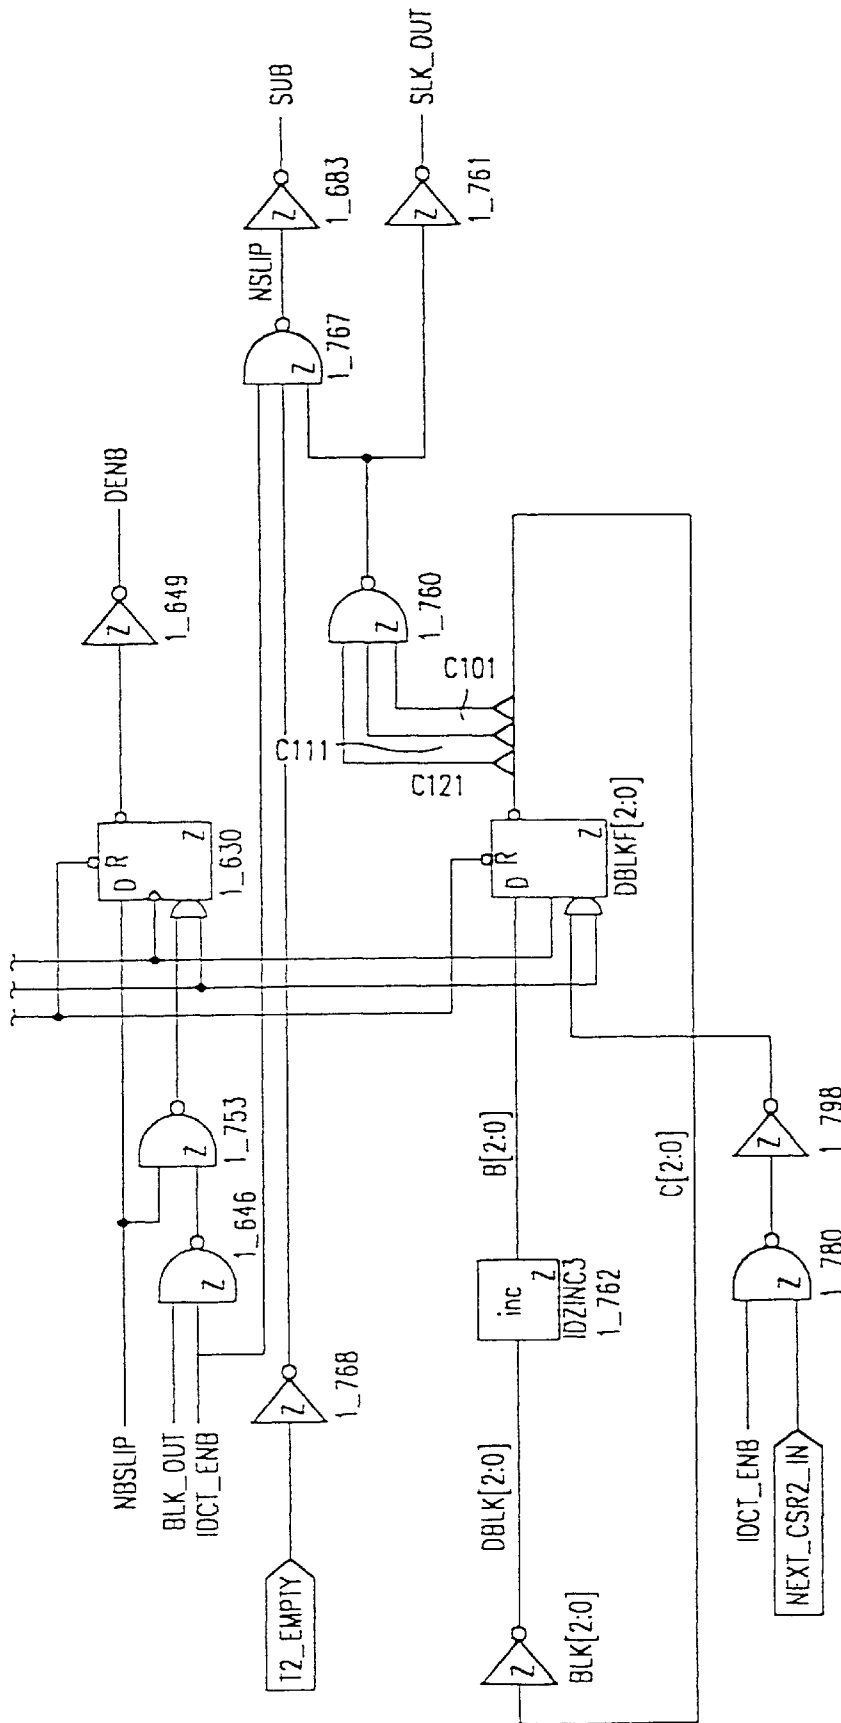 SUB
SLK_OUT
Z
1_683
Z
1_761
NSLIP
Z
1_767
DENB
Z
1_649
Z
1_760
C101
C111
C121
D R
Z
1_630
D R
Z
DBLKF[2:0]
Z
1_753
Z
1_646
B[2:0]
C[2:0]
Z
1_798
inc
Z
IDZINC3
1_762
Z
1_780
Z
1_768
NBSLIP
BLK_OUT
IDCT_ENB
DBLK[2:0]
IDCT_ENB
NEXT_CSR2_IN
T2_EMPTY
Z
BLK[2:0]